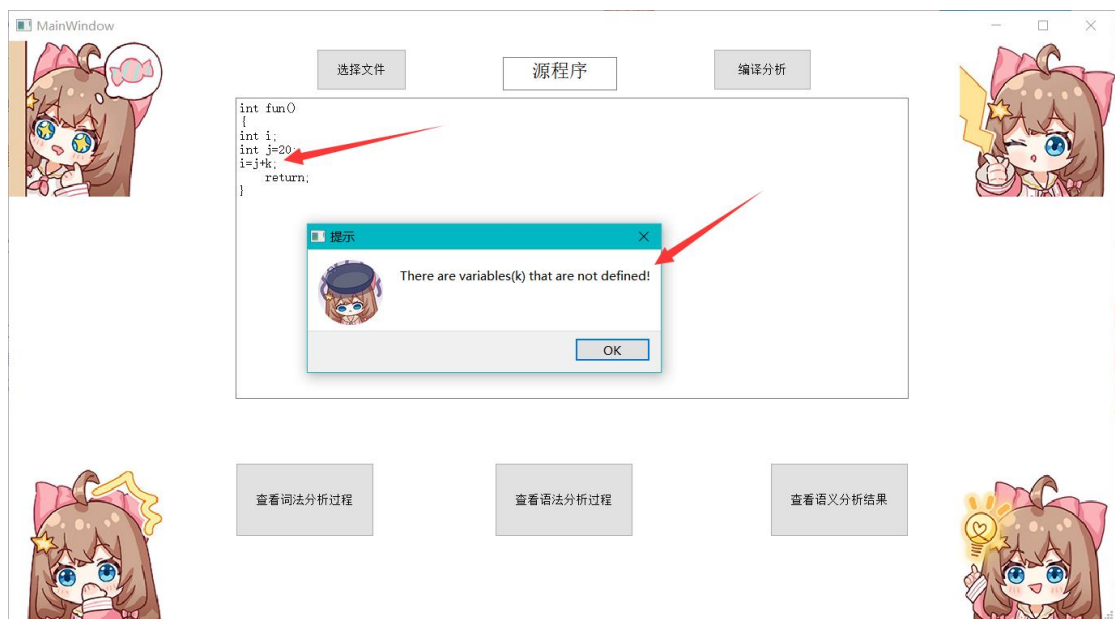 MainWindow
选择文件
源程序
编译分析
int fun()
{
int i;
int j=20;
i=j+k;
return;
}
提示
There are variables(k) that are not defined!
OK
查看词法分析过程
查看语法分析过程
查看语义分析结果